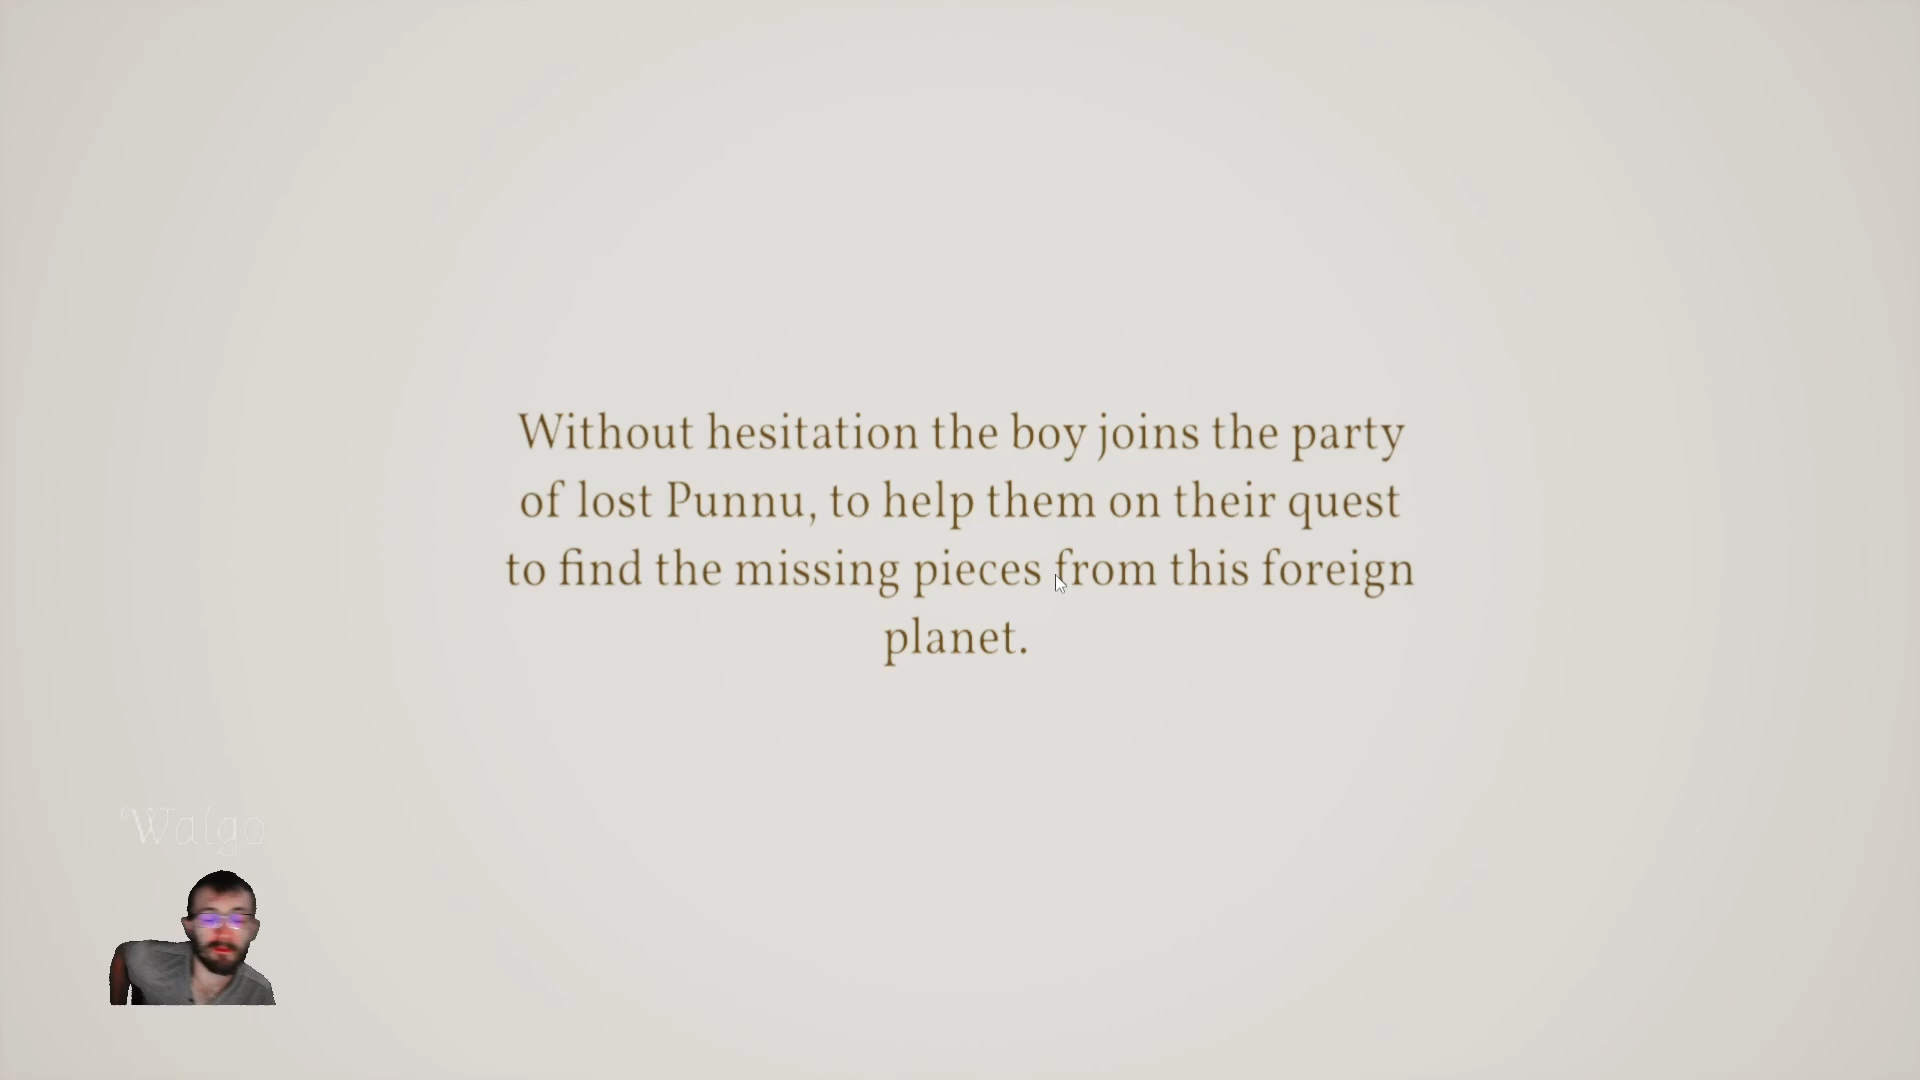 Without hesitation the boy joins the party
of lost Punnu, to help them on their quest
to find the missing pieces from this foreign
planet.
Walgo